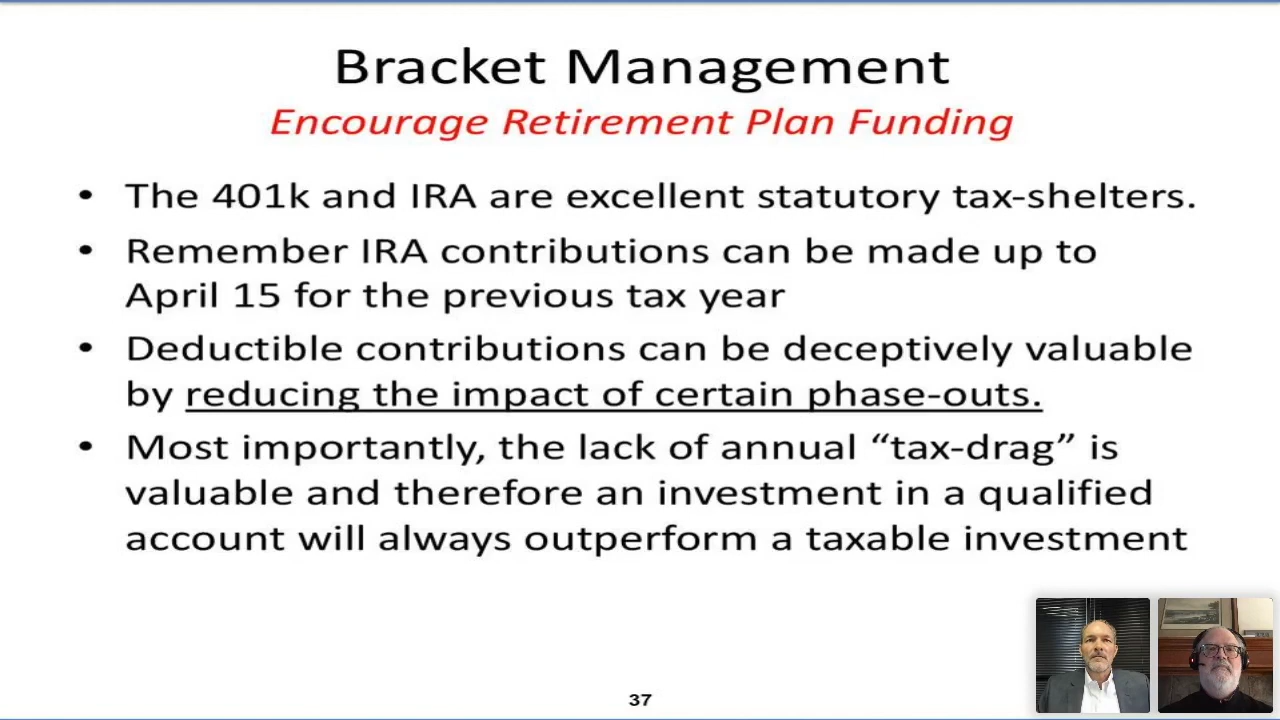 Bracket Management
Encourage Retirement Plan Funding
• The 401k and IRA are excellent statutory tax-shelters.
• Remember IRA contributions can be made up to
April 15 for the previous tax year
• Deductible contributions can be deceptively valuable
by reducing the impact of certain phase-outs.
• Most importantly, the lack of annual “tax-drag” is
valuable and therefore an investment in a qualified
account will always outperform a taxable investment
37